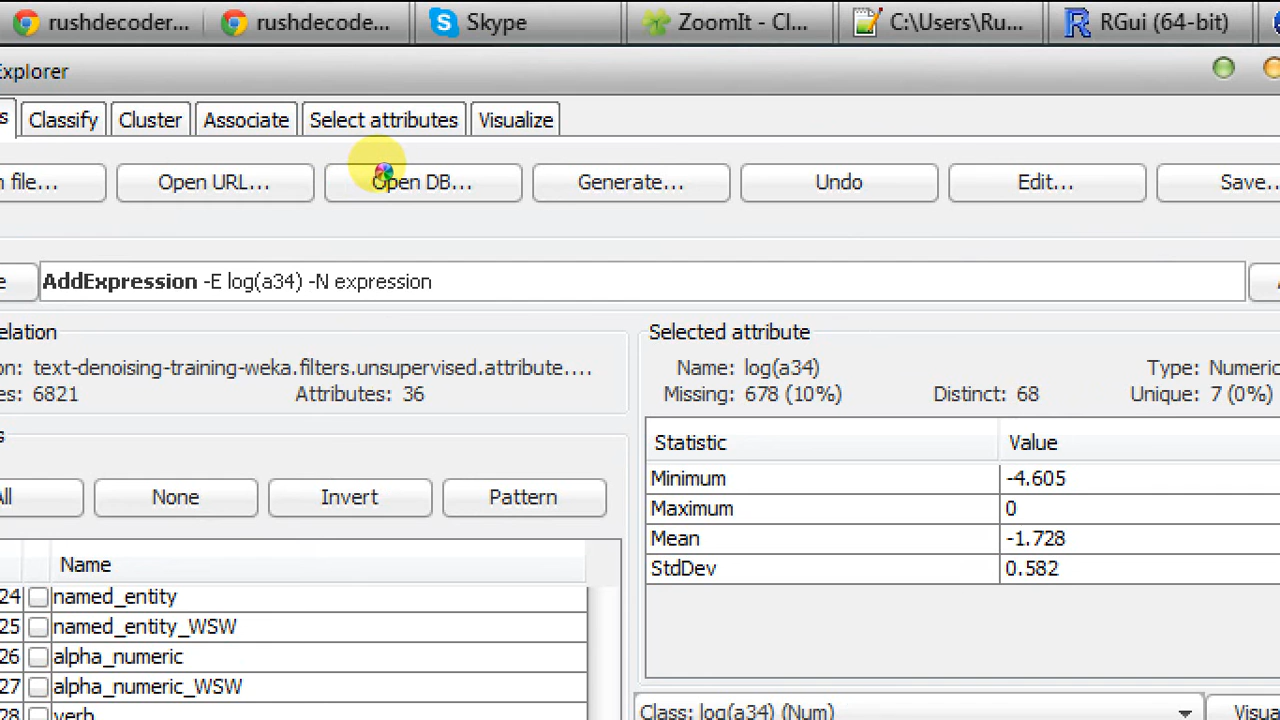 rushdecoder...
rushdecode...
Skype
ZoomIt - Cl...
C:\Users\Ru...
RGui (64-bit)
Explorer
s
Classify
Cluster
Associate
Select attributes
Visualize
n file...
Open URL...
Open DB...
Generate...
Undo
Edit...
Save..
e
AddExpression -E log(a34) -N expression
elation
on: text-denoising-training-weka.filters.unsupervised.attribute....
es: 6821
Attributes: 36
Selected attribute
Name: log(a34)
Type: Numeric
Missing: 678 (10%)
Distinct: 68
Unique: 7 (0%)
Statistic
Value
Minimum
-4.605
Maximum
0
Mean
-1.728
StdDev
0.582
s
All
None
Invert
Pattern
Name
24 named_entity
25 named_entity_WSW
26 alpha_numeric
27 alpha_numeric_WSW
28 verb
Class: log(a34) (Num)
Visua